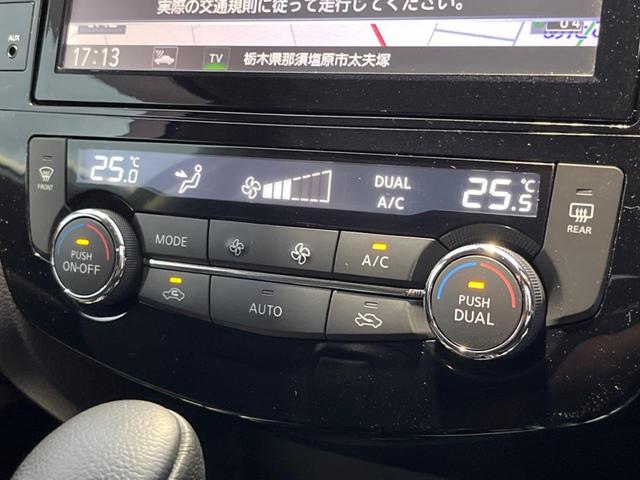 実際の交通規則に従って走行してください。
AUX
17:13 TV 栃木県那須塩原市太夫塚
25.0 ℃ DUAL A/C 25.5 ℃
FRONT
REAR
PUSH ON·OFF
MODE
A/C
AUTO
PUSH DUAL